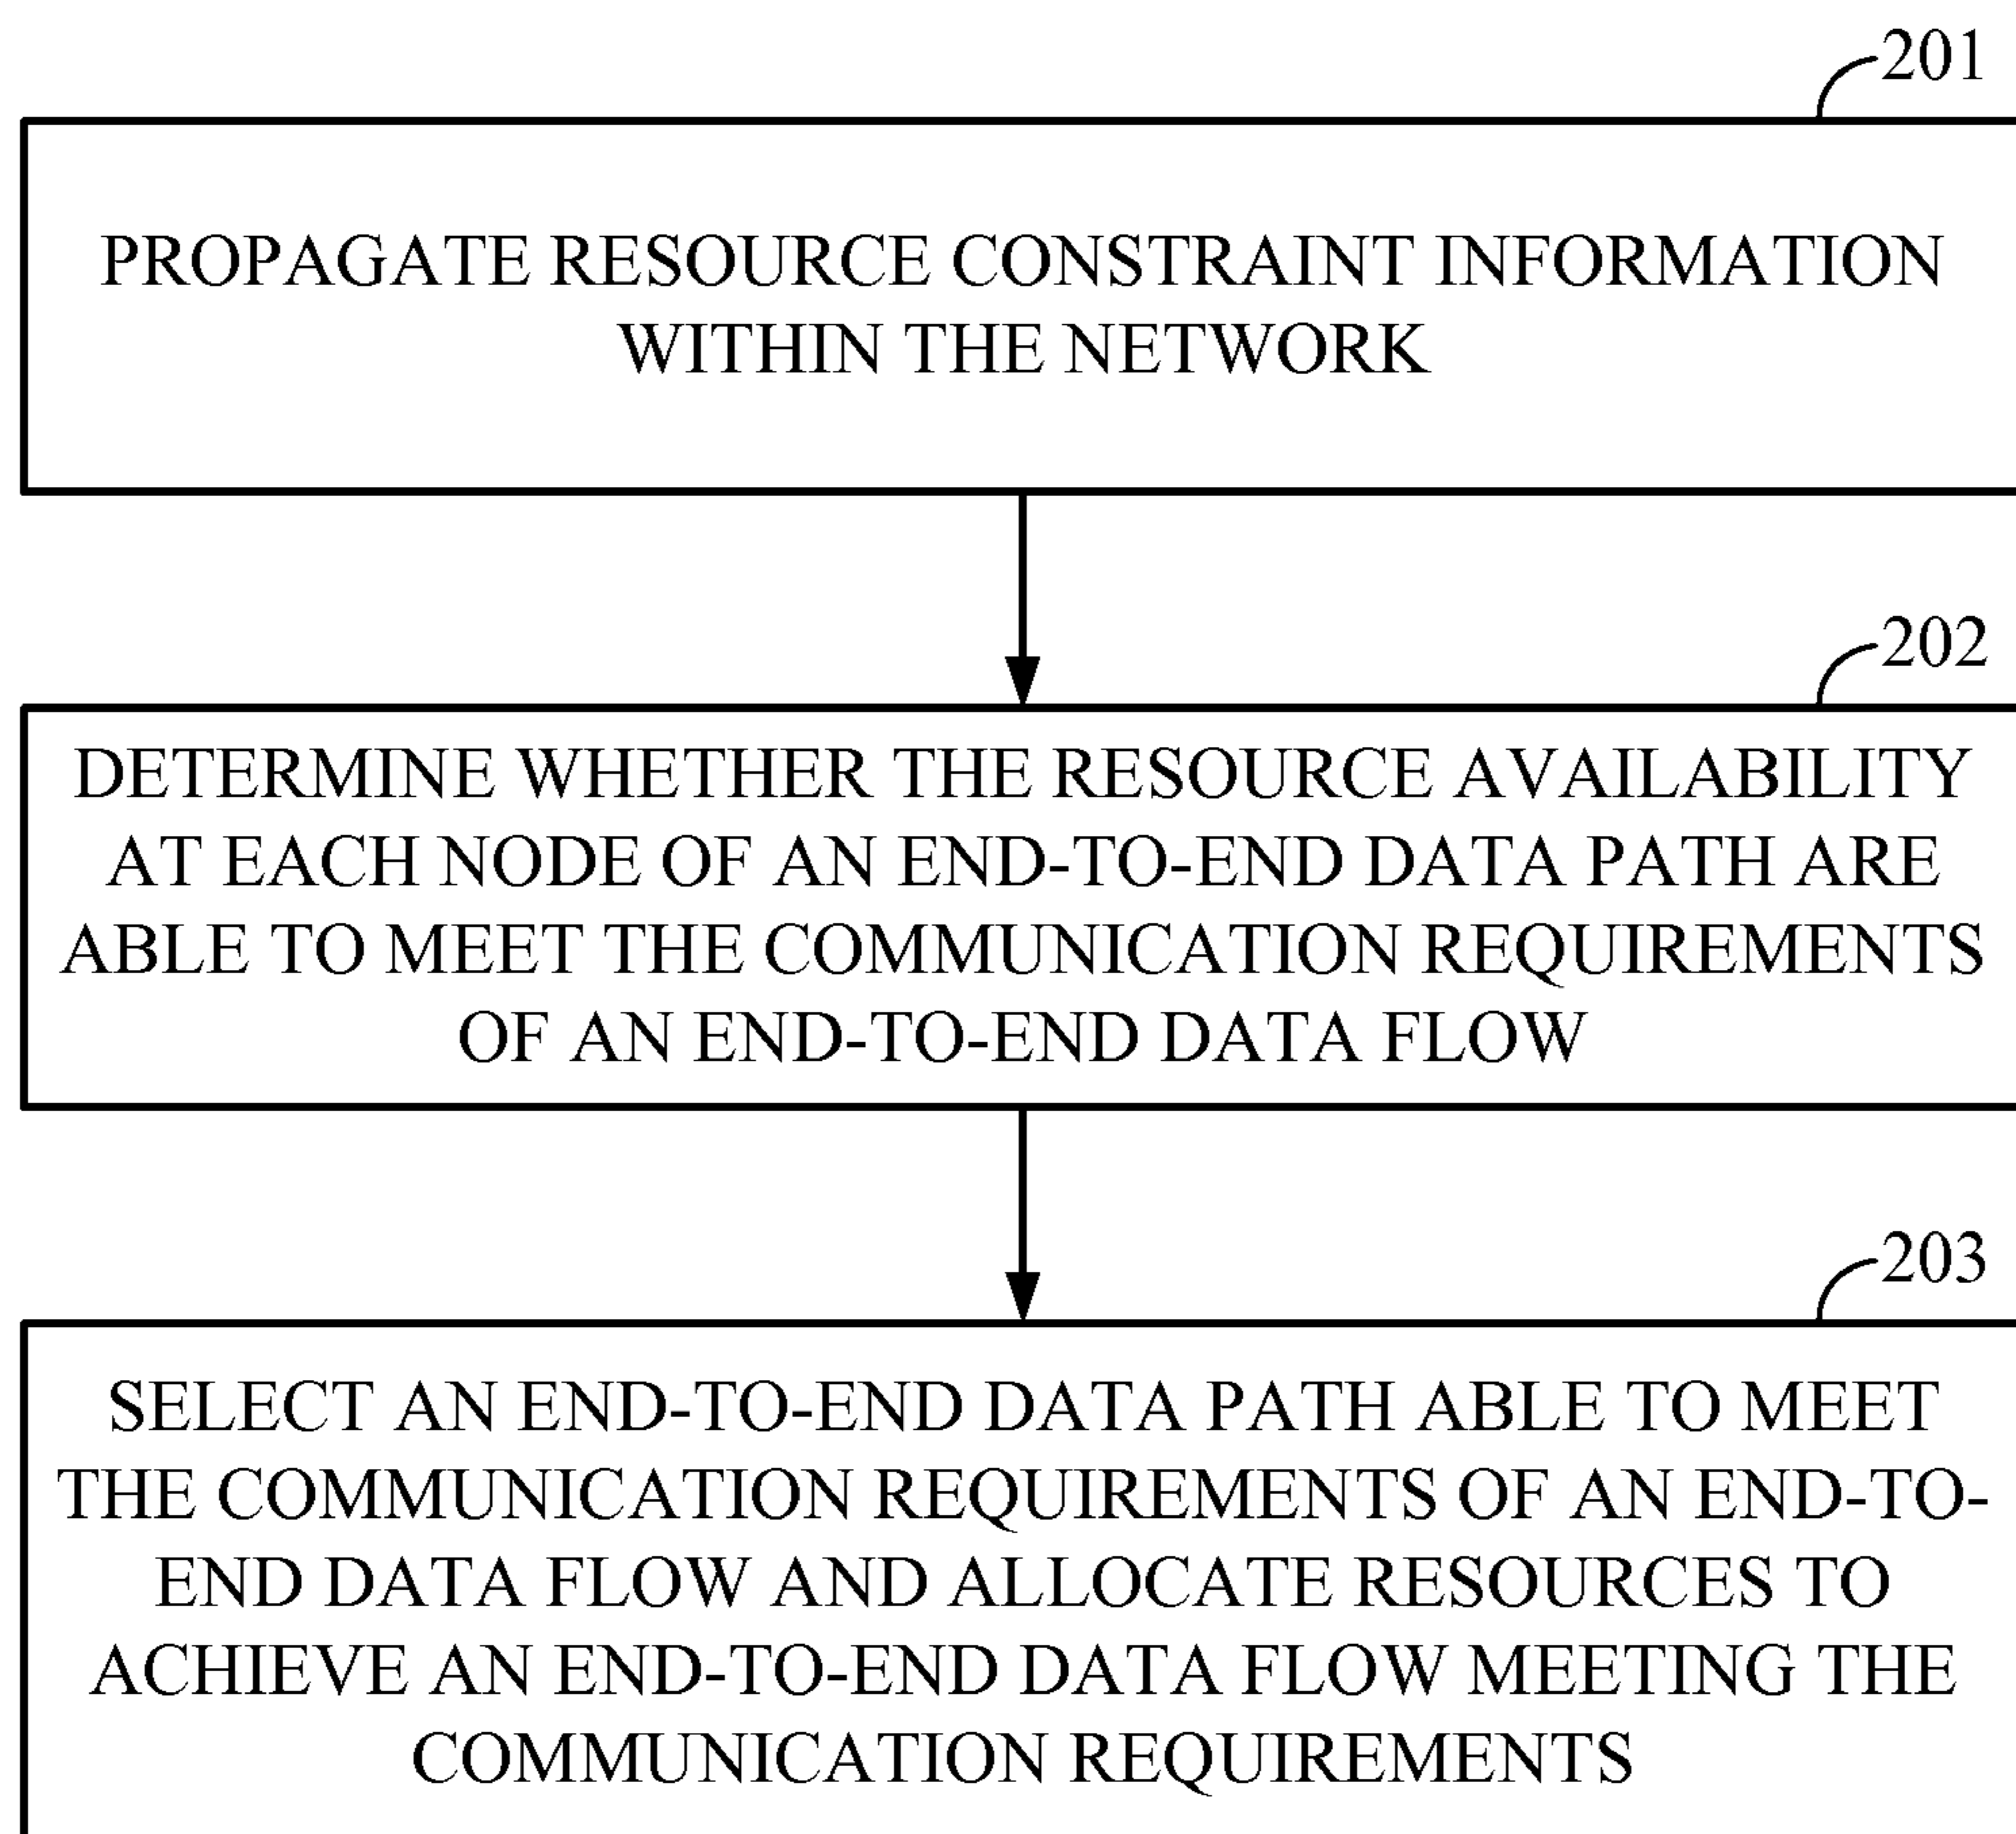 201
PROPAGATE RESOURCE CONSTRAINT INFORMATION
WITHIN THE NETWORK
202
DETERMINE WHETHER THE RESOURCE AVAILABILITY
AT EACH NODE OF AN END-TO-END DATA PATH ARE
ABLE TO MEET THE COMMUNICATION REQUIREMENTS
OF AN END-TO-END DATA FLOW
203
SELECT AN END-TO-END DATA PATH ABLE TO MEET
THE COMMUNICATION REQUIREMENTS OF AN END-TO-
END DATA FLOW AND ALLOCATE RESOURCES TO
ACHIEVE AN END-TO-END DATA FLOW MEETING THE
COMMUNICATION REQUIREMENTS